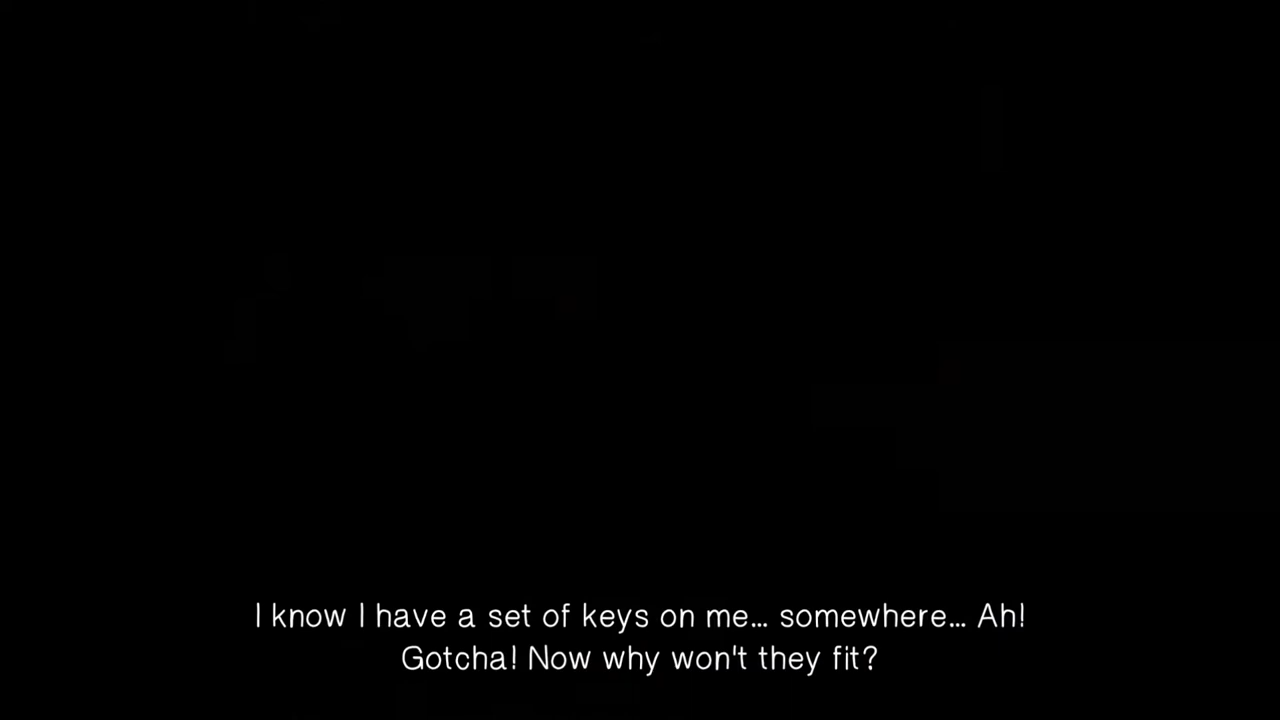 I know I have a set of keys on me... somewhere... Ah!
Gotcha! Now why won't they fit?